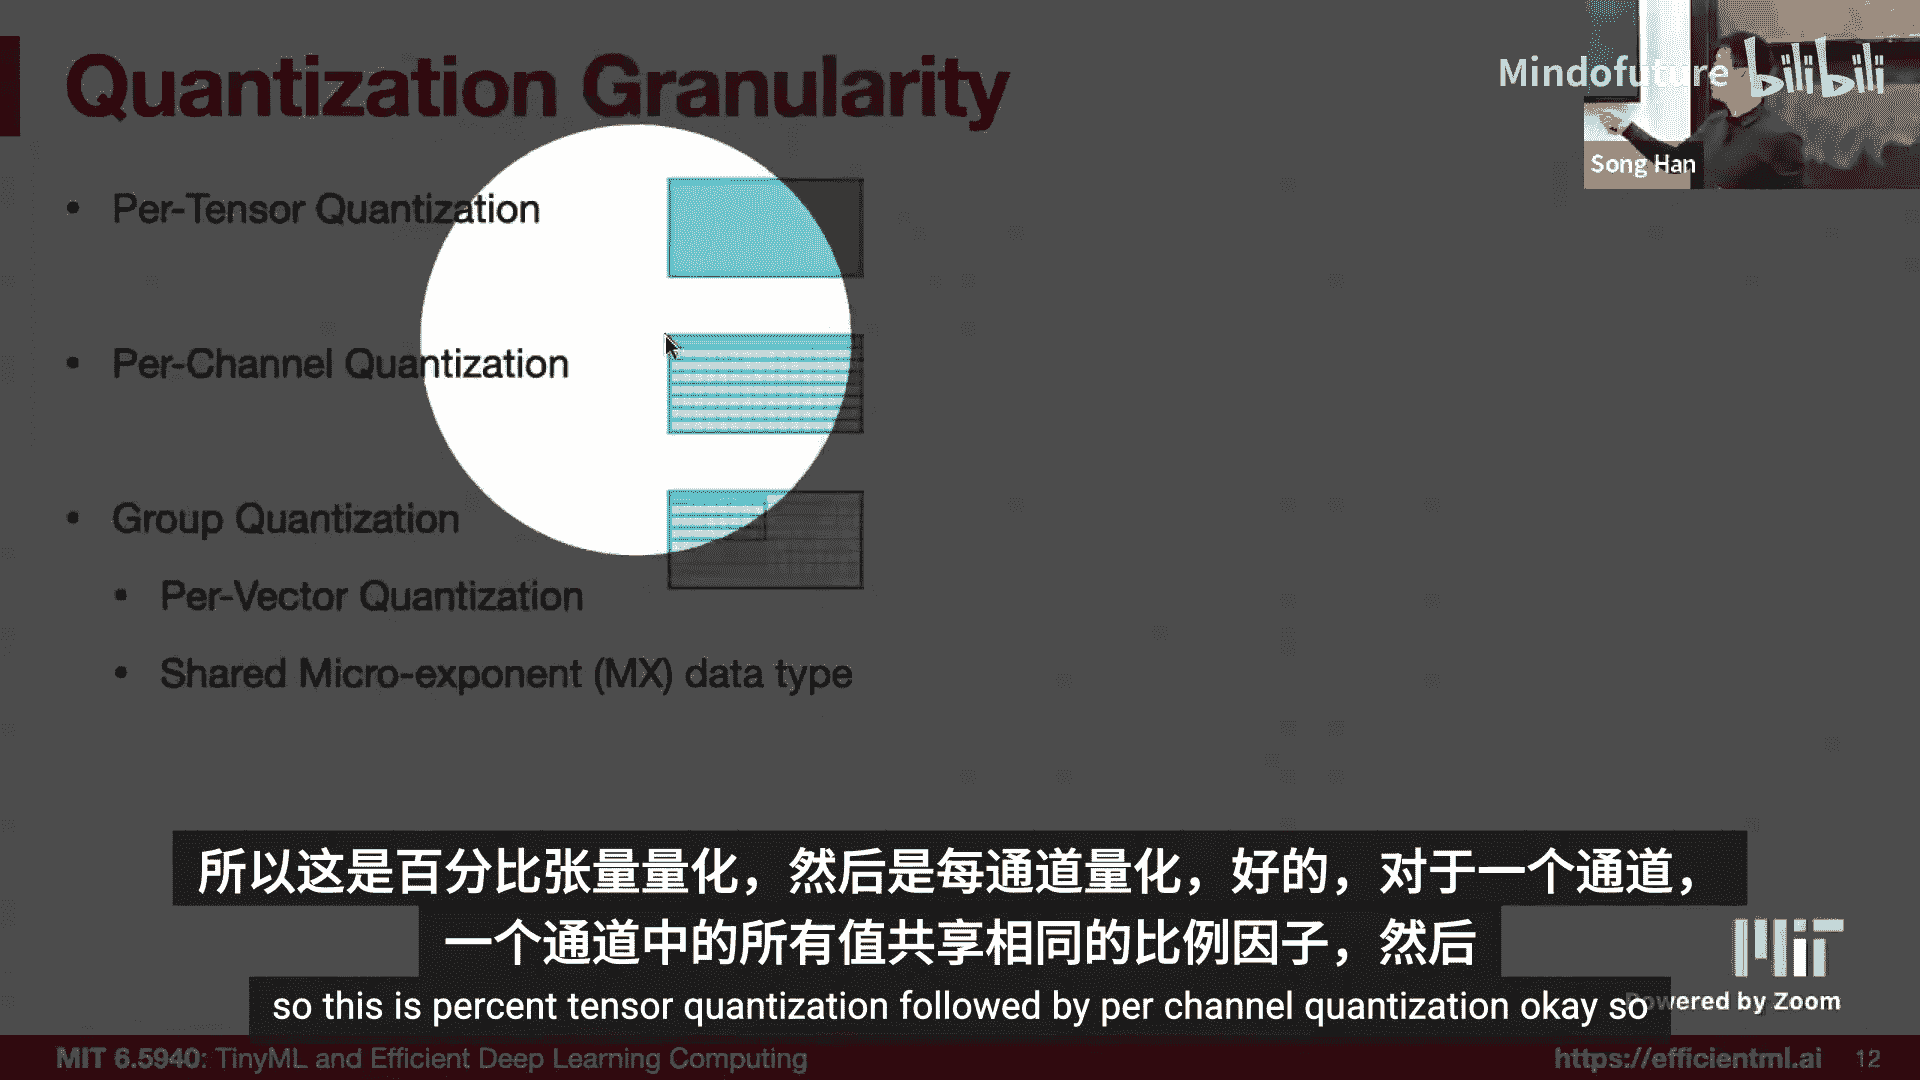 Quantization Granularity
Mindofuture bilibili
Song Han
• Per-Tensor Quantization
• Per-Channel Quantization
• Group Quantization
• Per-Vector Quantization
• Shared Micro-exponent (MX) data type
所以这是百分比张量量化，然后是每通道量化，好的，对于一个通道，
一个通道中的所有值共享相同的比例因子，然后
so this is percent tensor quantization followed by per channel quantization okay so
MIT
Powered by Zoom
MIT 6.5940: TinyML and Efficient Deep Learning Computing
https://efficientml.ai
12